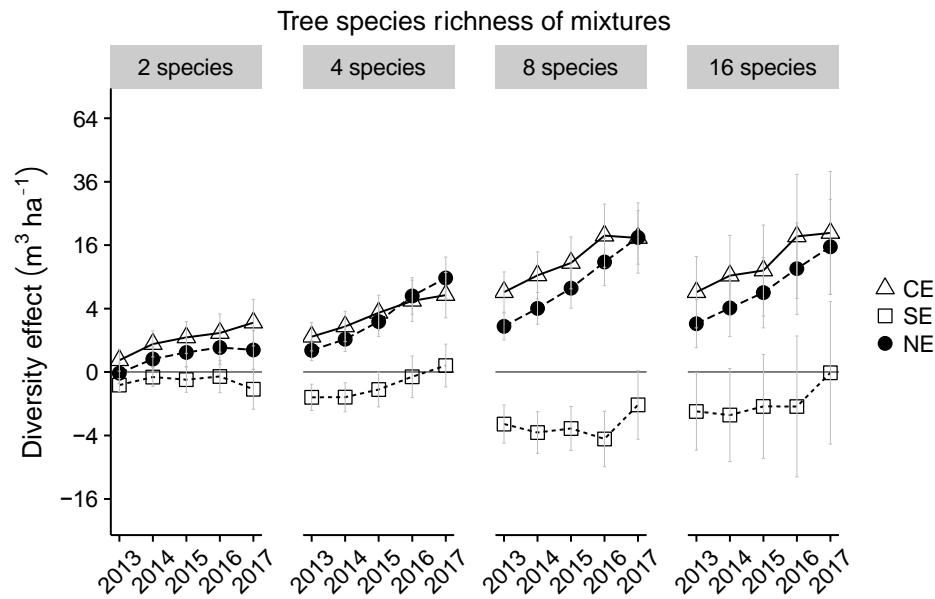 Tree species richness of mixtures
2 species
4 species
8 species
16 species
Diversity effect (m³ ha⁻¹)
64
36
16
4
0
−4
−16
2013 2014 2015 2016 2017
2013 2014 2015 2016 2017
2013 2014 2015 2016 2017
2013 2014 2015 2016 2017
CE
SE
NE